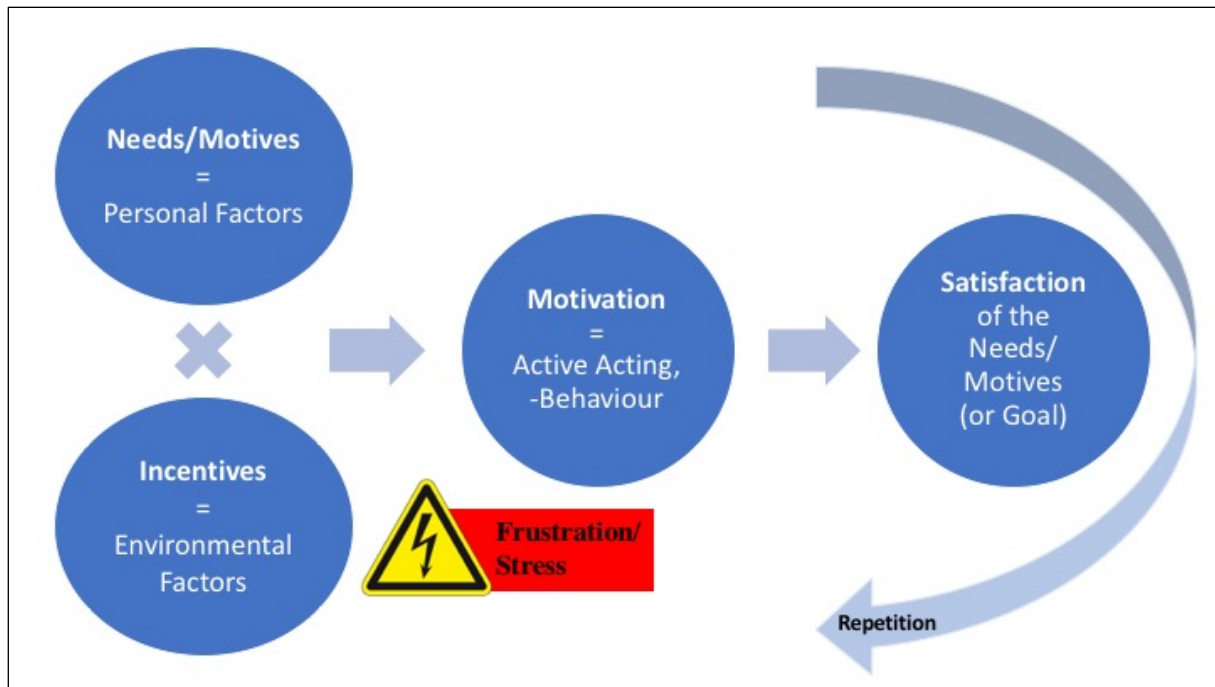 Needs/Motives
=
Personal Factors
Incentives
=
Environmental
Factors
Motivation
=
Active Acting,
-Behaviour
Frustration/
Stress
Satisfaction
of the
Needs/
Motives
(or Goal)
Repetition